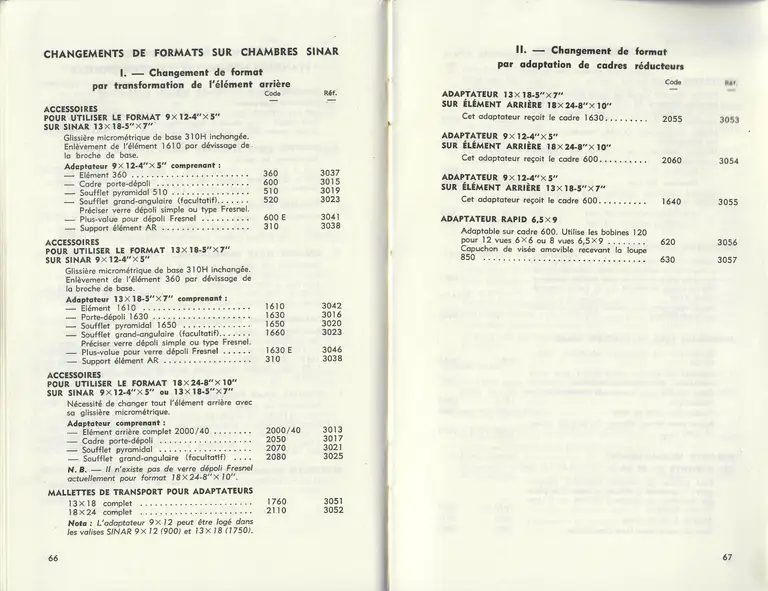 CHANGEMENTS DE FORMATS SUR CHAMBRES SINAR
I. — Changement de format
par transformation de l'élément arrière
Code Réf.
— —
ACCESSOIRES
POUR UTILISER LE FORMAT 9×12-4"×5"
SUR SINAR 13×18-5"×7"
Glissière micrométrique de base 310H inchangée.
Enlèvement de l'élément 1610 par dévissage de
la broche de base.
Adaptateur 9×12-4"×5" comprenant :
— Elément 360 ........................ 360 3037
— Cadre porte-dépoli ................... 600 3015
— Soufflet pyramidal 510 ................ 510 3019
— Soufflet grand-angulaire (facultatif)....... 520 3023
Préciser verre dépoli simple ou type Fresnel.
— Plus-value pour dépoli Fresnel .......... 600 E 3041
— Support élément AR .................. 310 3038
ACCESSOIRES
POUR UTILISER LE FORMAT 13×18-5"×7"
SUR SINAR 9×12-4"×5"
Glissière micrométrique de base 310H inchangée.
Enlèvement de l'élément 360 par dévissage de
la broche de base.
Adaptateur 13×18-5"×7" comprenant :
— Elément 1610 ...................... 1610 3042
— Porte-dépoli 1630 .................... 1630 3016
— Soufflet pyramidal 1650 .............. 1650 3020
— Soufflet grand-angulaire (facultatif)....... 1660 3023
Préciser verre dépoli simple ou type Fresnel.
— Plus-value pour verre dépoli Fresnel ...... 1630 E 3046
— Support élément AR .................. 310 3038
ACCESSOIRES
POUR UTILISER LE FORMAT 18×24-8"×10"
SUR SINAR 9×12-4"×5" ou 13×18-5"×7"
Nécessité de changer tout l'élément arrière avec
sa glissière micrométrique.
Adaptateur comprenant :
— Elément arrière complet 2000/40 ........ 2000/40 3013
— Cadre porte-dépoli ................... 2050 3017
— Soufflet pyramidal ................... 2070 3021
— Soufflet grand-angulaire (facultatif) .... 2080 3025
N.B. — Il n'existe pas de verre dépoli Fresnel
actuellement pour format 18×24-8"×10".
MALLETTES DE TRANSPORT POUR ADAPTATEURS
13×18 complet ....................... 1760 3051
18×24 complet ....................... 2110 3052
Nota : L'adaptateur 9×12 peut être logé dans
les valises SINAR 9×12 (900) et 13×18 (1750).
66
II. — Changement de format
par adaptation de cadres réducteurs
Code Réf.
— —
ADAPTATEUR 13×18-5"×7"
SUR ÉLÉMENT ARRIÈRE 18×24-8"×10"
Cet adaptateur reçoit le cadre 1630......... 2055 3053
ADAPTATEUR 9×12-4"×5"
SUR ÉLÉMENT ARRIÈRE 18×24-8"×10"
Cet adaptateur reçoit le cadre 600.......... 2060 3054
ADAPTATEUR 9×12-4"×5"
SUR ÉLÉMENT ARRIÈRE 13×18-5"×7"
Cet adaptateur reçoit le cadre 600.......... 1640 3055
ADAPTATEUR RAPID 6,5×9
Adaptable sur cadre 600. Utilise les bobines 120
pour 12 vues 6×6 ou 8 vues 6,5×9 ........ 620 3056
Capuchon de visée amovible recevant la loupe
850 ................................. 630 3057
67